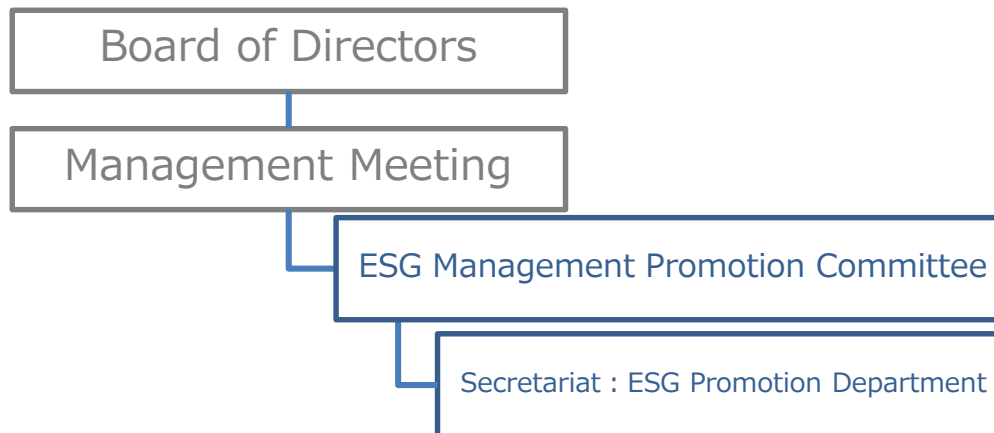 Board of Directors
Management Meeting
ESG Management Promotion Committee
Secretariat : ESG Promotion Department